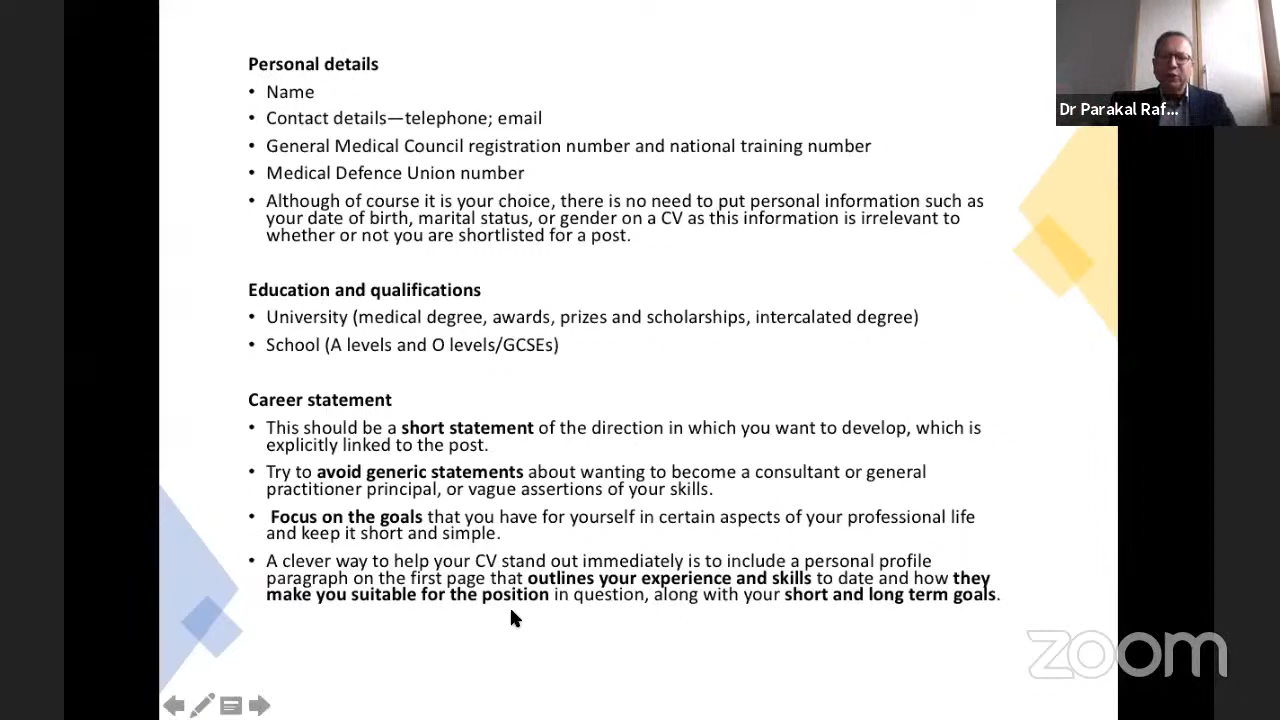 Personal details
• Name
• Contact details—telephone; email
• General Medical Council registration number and national training number
• Medical Defence Union number
• Although of course it is your choice, there is no need to put personal information such as
your date of birth, marital status, or gender on a CV as this information is irrelevant to
whether or not you are shortlisted for a post.
Education and qualifications
• University (medical degree, awards, prizes and scholarships, intercalated degree)
• School (A levels and O levels/GCSEs)
Career statement
• This should be a short statement of the direction in which you want to develop, which is
explicitly linked to the post.
• Try to avoid generic statements about wanting to become a consultant or general
practitioner principal, or vague assertions of your skills.
• Focus on the goals that you have for yourself in certain aspects of your professional life
and keep it short and simple.
• A clever way to help your CV stand out immediately is to include a personal profile
paragraph on the first page that outlines your experience and skills to date and how they
make you suitable for the position in question, along with your short and long term goals.
Dr Parakal Raf...
zoom